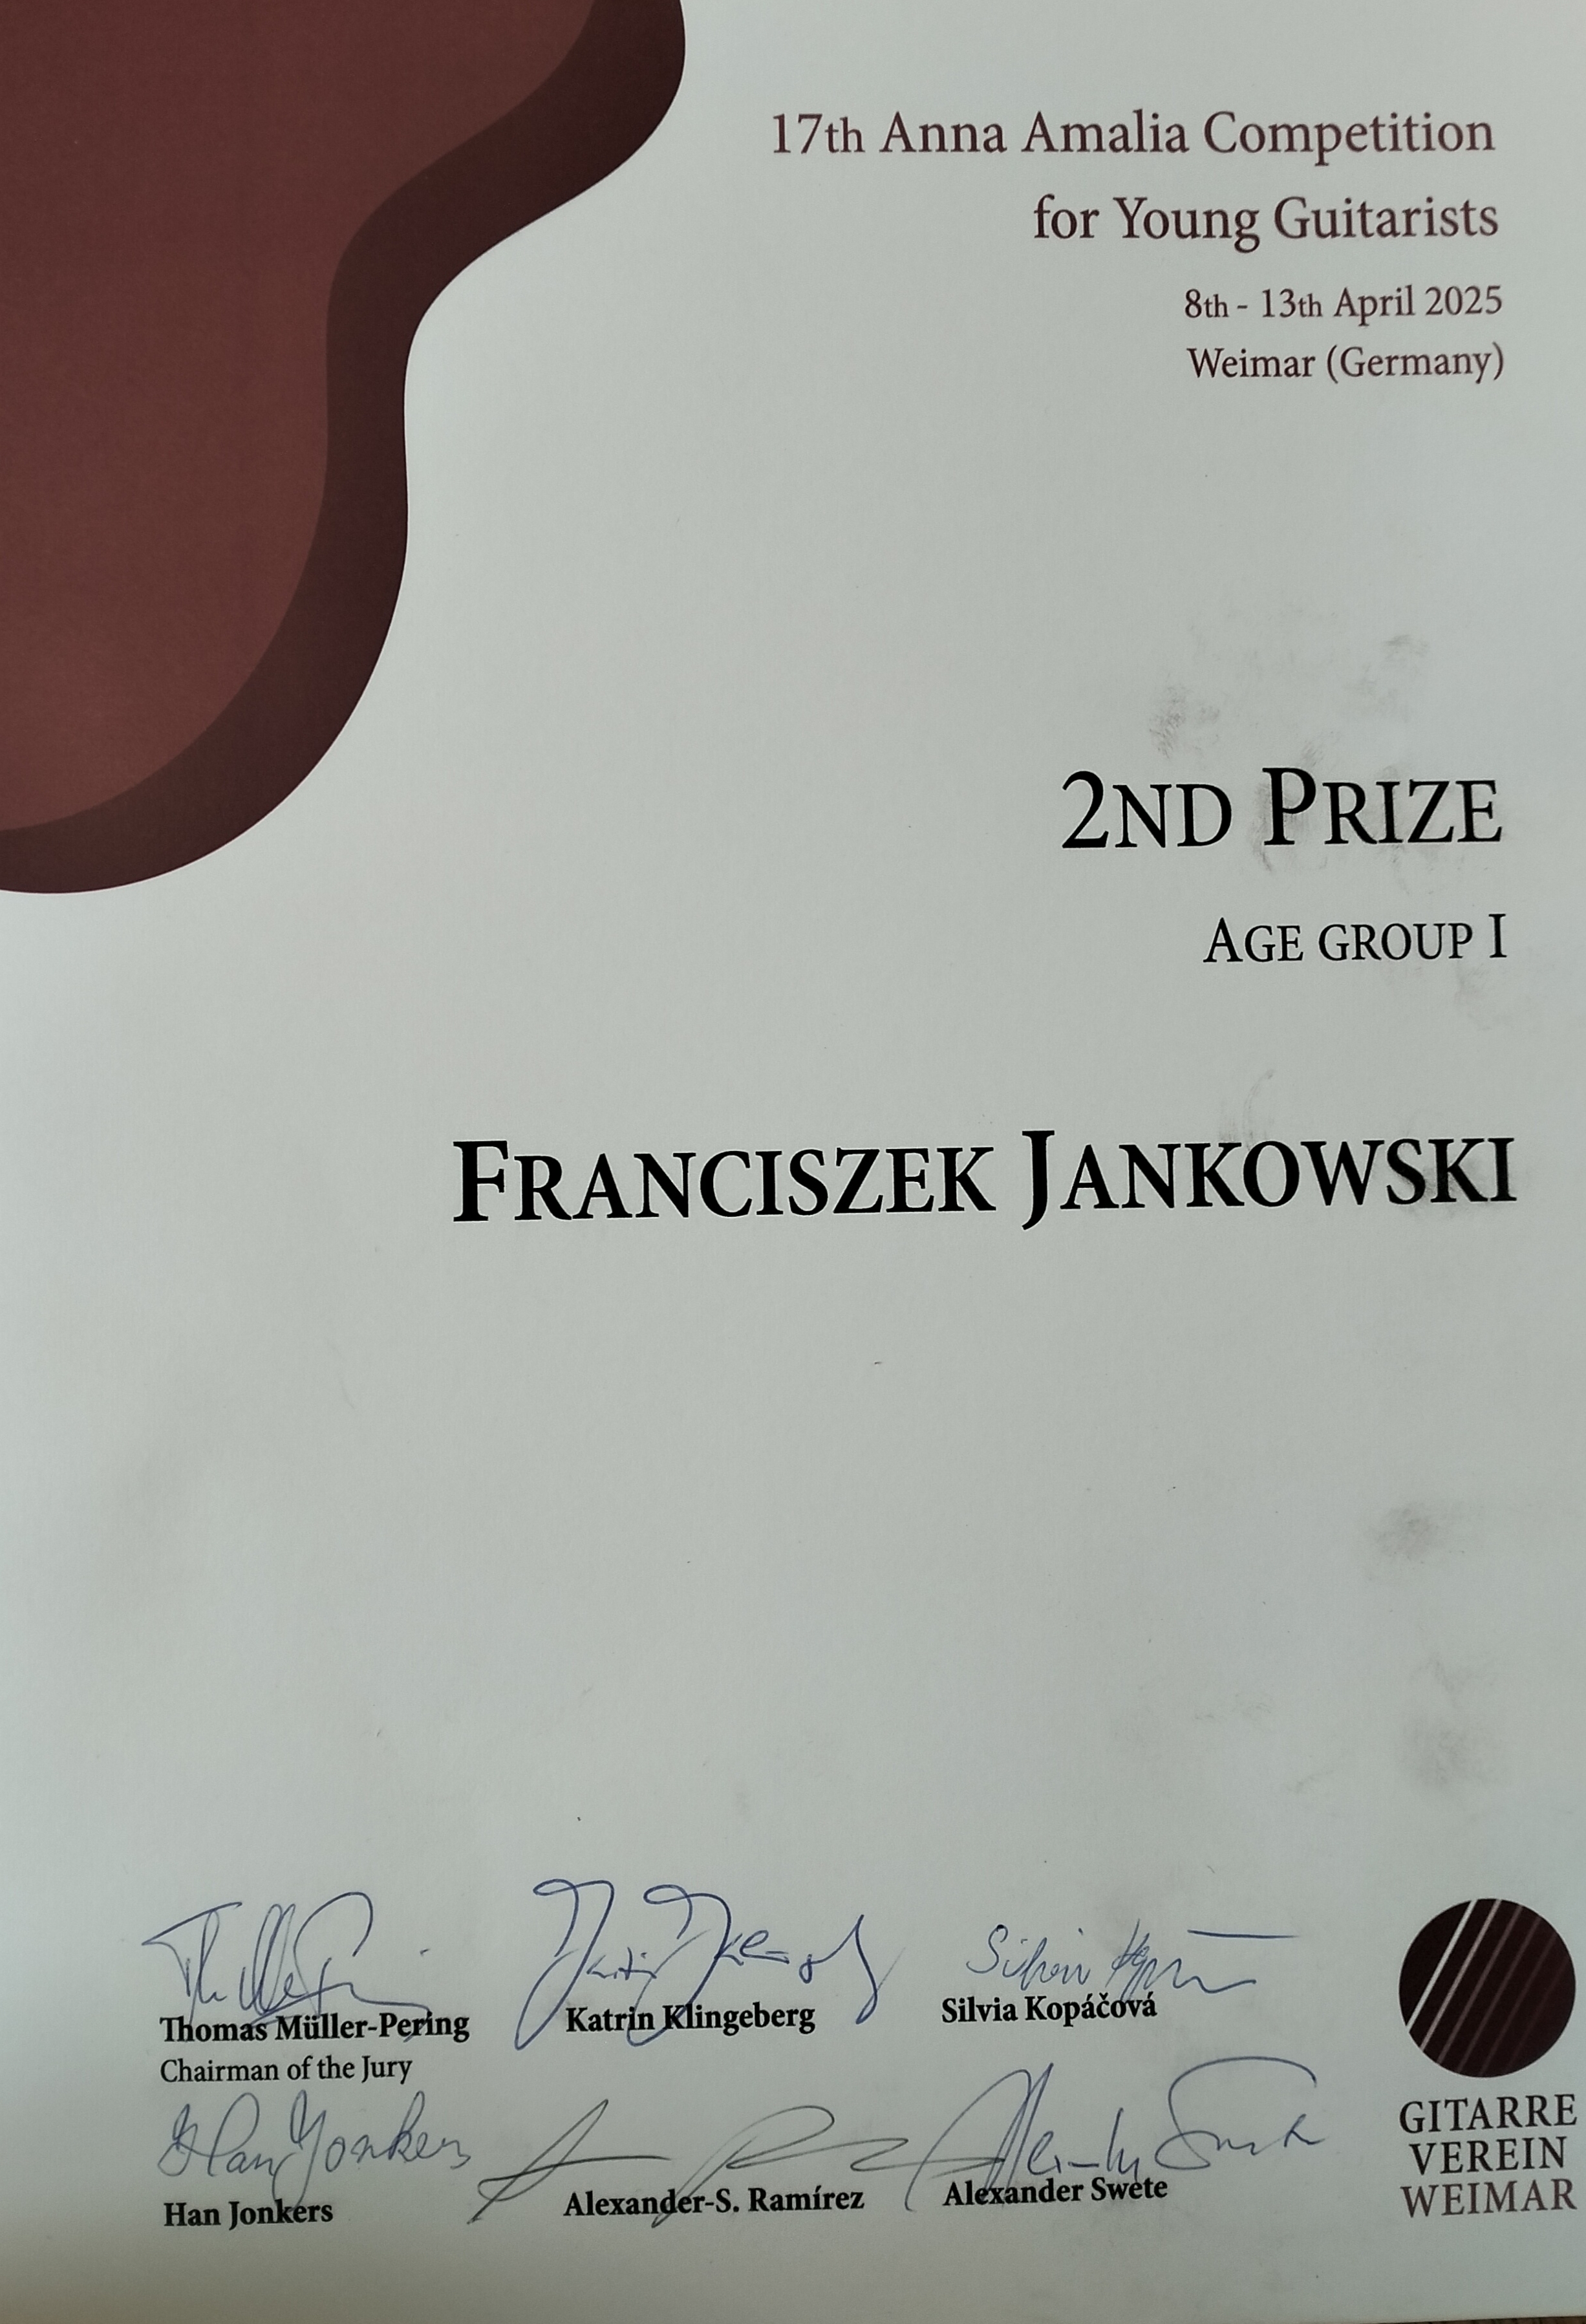 17th Anna Amalia Competition
for Young Guitarists
8th - 13th April 2025
Weimar (Germany)
2ND PRIZE
AGE GROUP I
FRANCISZEK JANKOWSKI
Thomas Müller-Pering
Chairman of the Jury
Katrin Klingeberg
Silvia Kopáčová
Han Jonkers
Han Jonkers
Alexander-S. Ramírez
Alexander Swete
GITARRE
VEREIN
WEIMAR